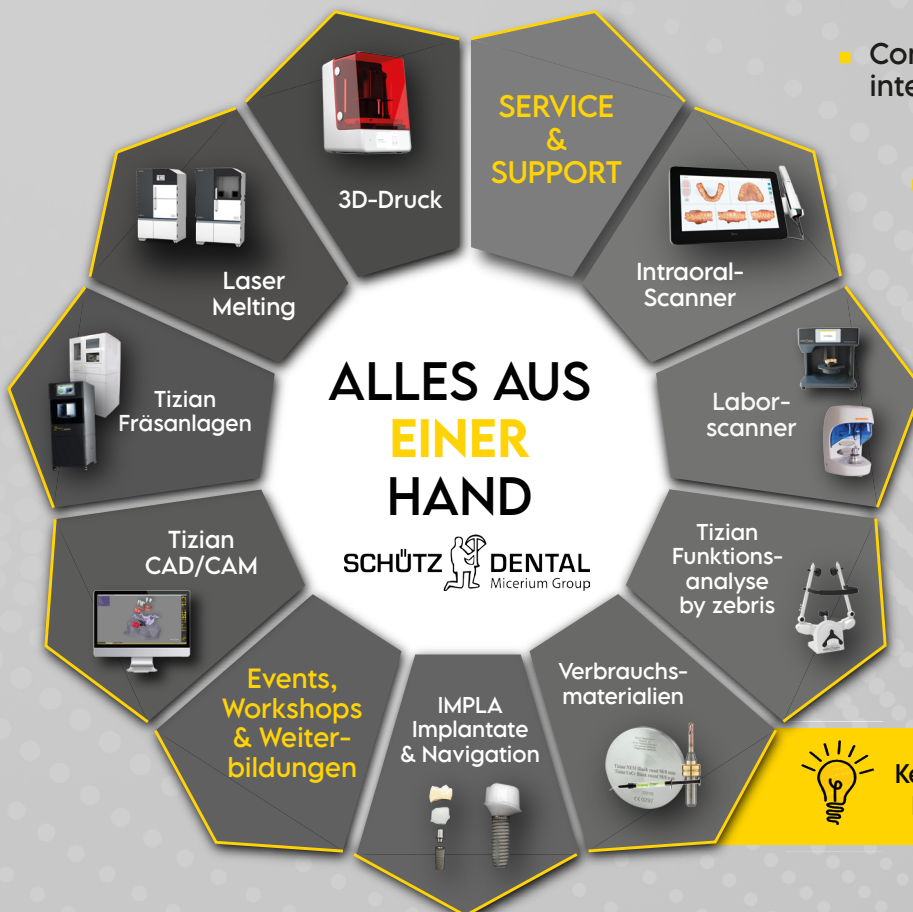 SERVICE
&
SUPPORT
Intraoral-
Scanner
Labor-
scanner
Tizian
Funktions-
analyse
by zebris
Verbrauchs-
materialien
IMPLA
Implantate
& Navigation
Events,
Workshops
& Weiter-
bildungen
Tizian
CAD/CAM
Tizian
Fräsanlagen
Laser
Melting
3D-Druck
ALLES AUS
EINER
HAND
SCHÜTZ DENTAL
Micerium Group